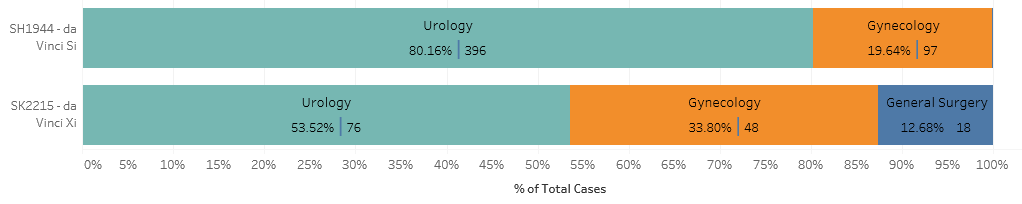 SH1944 - da
Vinci Si
Urology
80.16% 396
Gynecology
19.64% 97
SK2215 - da
Vinci Xi
Urology
53.52% 76
Gynecology
33.80% 48
General Surgery
12.68% 18
0% 5% 10% 15% 20% 25% 30% 35% 40% 45% 50% 55% 60% 65% 70% 75% 80% 85% 90% 95% 100%
% of Total Cases